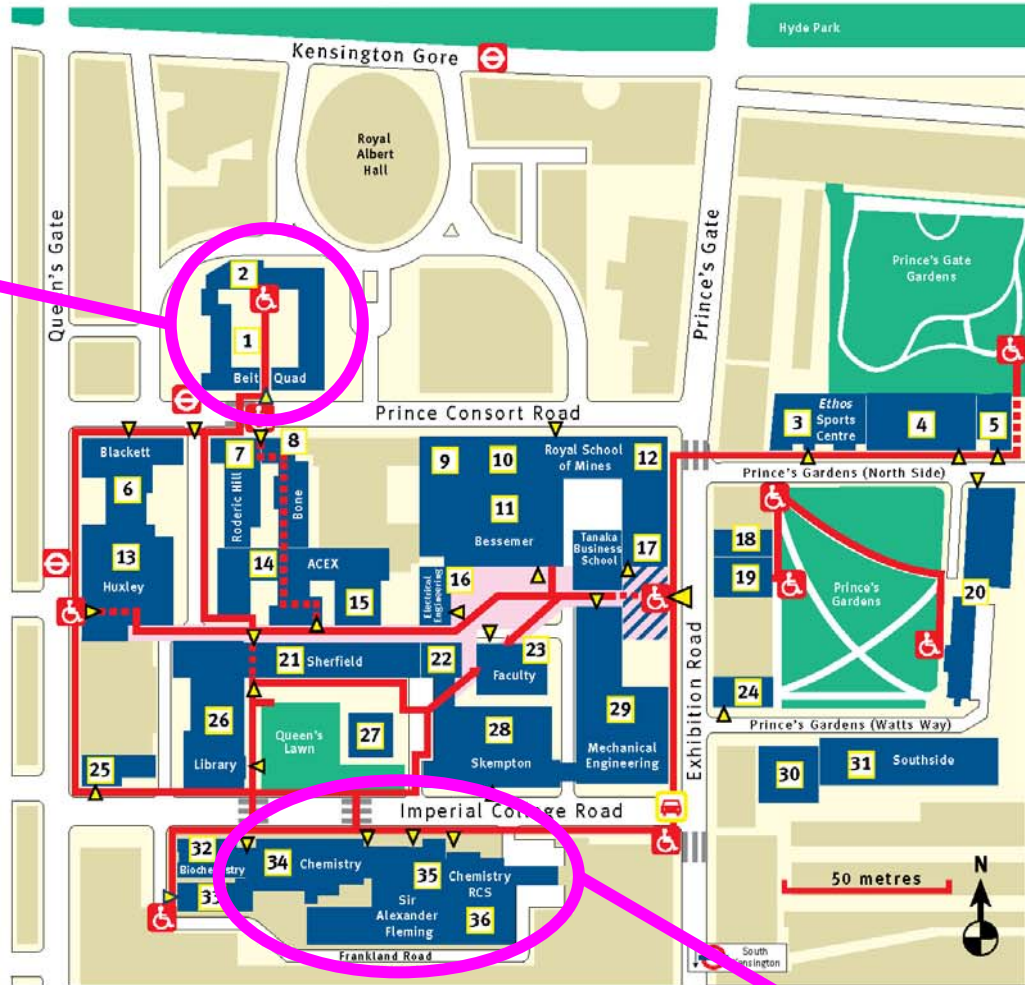 Hyde Park
Kensington Gore
Royal
Albert
Hall
Queen's Gate
Prince's Gate
Prince's Gate
Gardens
2
1
Beit Quad
Prince Consort Road
3
Ethos
Sports
Centre
4
5
Prince's Gardens (North Side)
Blackett
6
7
8
Roderic Hill
Bone
9
10
Royal School
of Mines
12
11
Bessemer
Tanaka
Business
School
17
13
Huxley
14
ACEX
15
16
Electrical
Engineering
18
19
Prince's
Gardens
20
21
Sherfield
22
23
Faculty
24
Exhibition Road
Prince's Gardens (Watts Way)
26
Library
Queen's
Lawn
27
28
Skempton
29
Mechanical
Engineering
25
30
31
Southside
Imperial College Road
32
Biochemistry
33
34
Chemistry
35
Chemistry
RCS
Sir
Alexander
Fleming
36
Frankland Road
50 metres
N
South
Kensington